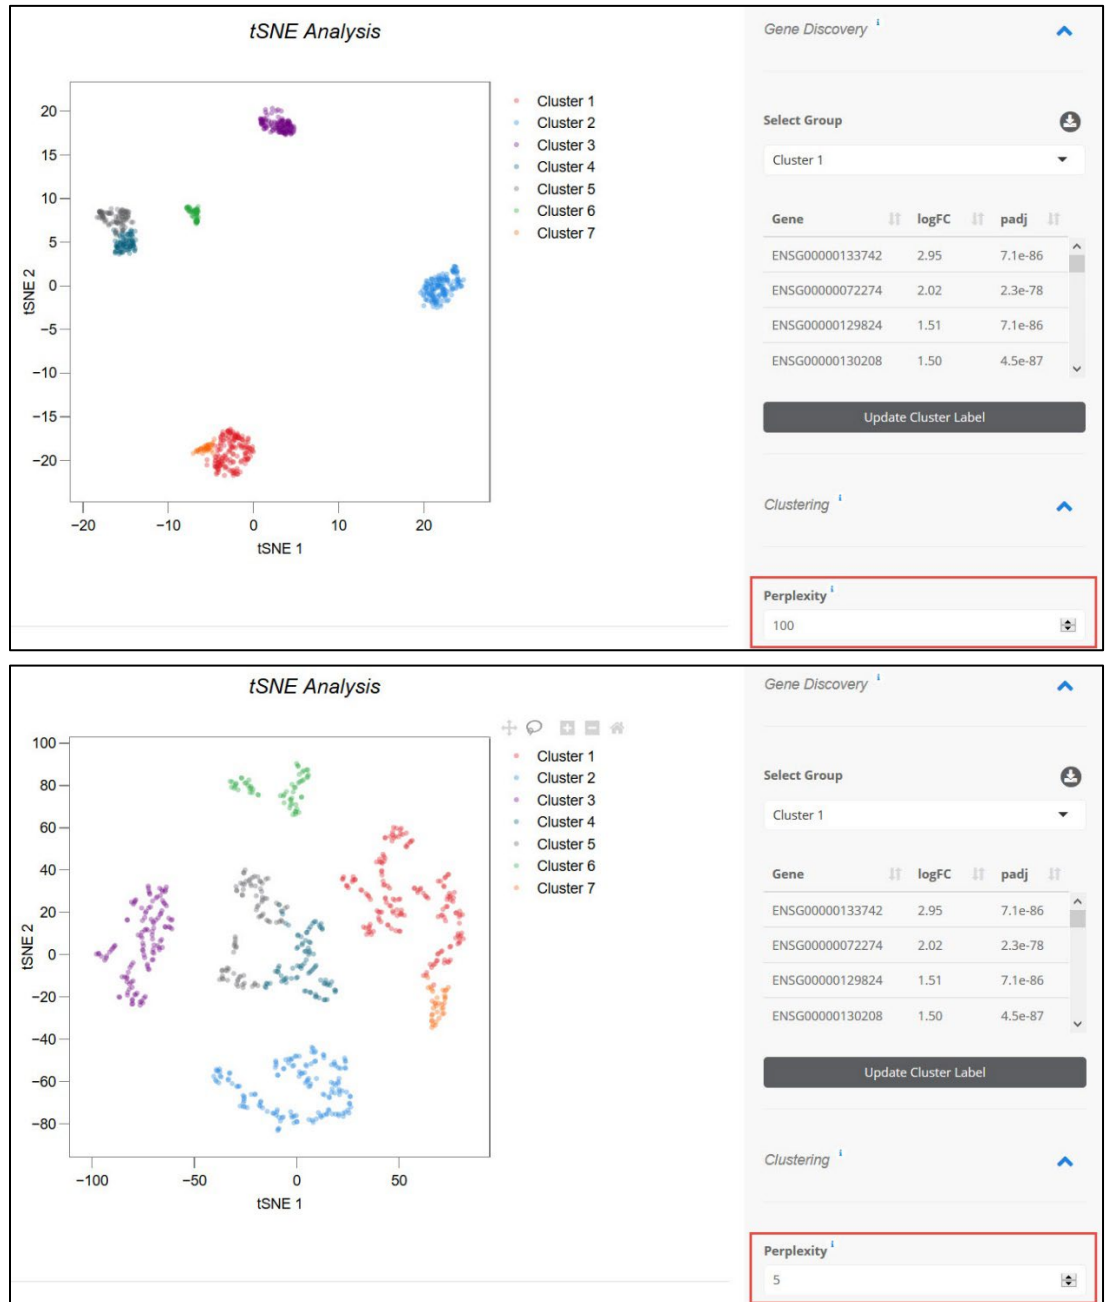 tSNE Analysis
Gene Discovery i
Select Group
Cluster 1
Gene logFC padj
ENSG00000133742 2.95 7.1e-86
ENSG00000072274 2.02 2.3e-78
ENSG00000129824 1.51 7.1e-86
ENSG00000130208 1.50 4.5e-87
Update Cluster Label
Clustering i
Perplexity i
100
Cluster 1
Cluster 2
Cluster 3
Cluster 4
Cluster 5
Cluster 6
Cluster 7
20
15
10
5
0
−5
−10
−15
−20
tSNE 2
−20 −10 0 10 20
tSNE 1
tSNE Analysis
Gene Discovery i
Select Group
Cluster 1
Gene logFC padj
ENSG00000133742 2.95 7.1e-86
ENSG00000072274 2.02 2.3e-78
ENSG00000129824 1.51 7.1e-86
ENSG00000130208 1.50 4.5e-87
Update Cluster Label
Clustering i
Perplexity i
5
Cluster 1
Cluster 2
Cluster 3
Cluster 4
Cluster 5
Cluster 6
Cluster 7
100
80
60
40
20
0
−20
−40
−60
−80
tSNE 2
−100 −50 0 50
tSNE 1